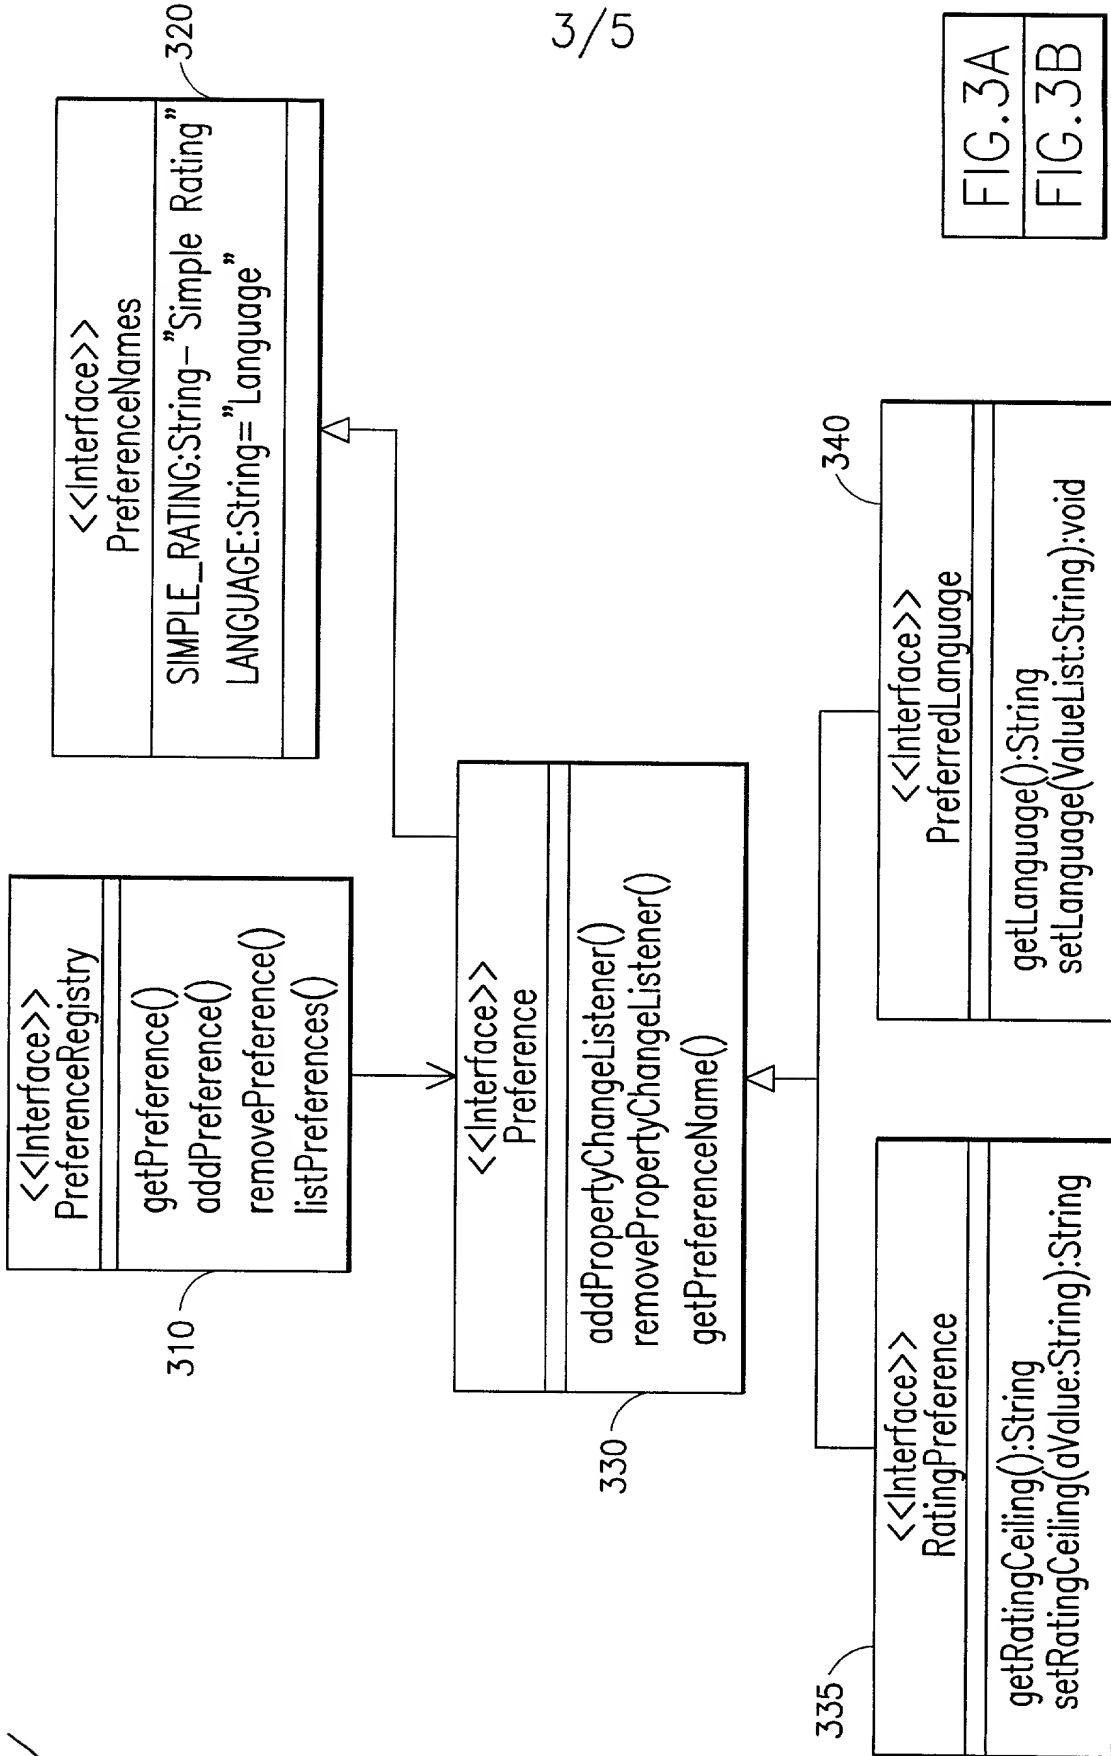 3/5
<<Interface>>
PreferenceRegistry
getPreference()
addPreference()
removePreference()
listPreferences()
310
<<Interface>>
PreferenceNames
SIMPLE_RATING:String-"Simple Rating"
LANGUAGE:String="Language"
320
<<Interface>>
Preference
addPropertyChangeListener()
removePropertyChangeListener()
getPreferenceName()
330
<<Interface>>
RatingPreference
getRatingCeiling():String
setRatingCeiling(aValue:String):String
335
<<Interface>>
PreferredLanguage
getLanguage():String
setLanguage(ValueList:String):void
340
FIG.3A
FIG.3B